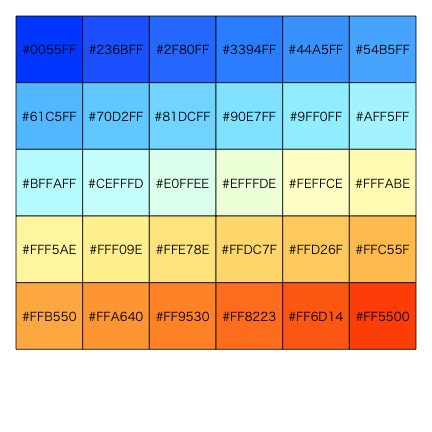 #0055FF #236BFF #2F80FF #3394FF #44A5FF #54B5FF
#61C5FF #70D2FF #81DCFF #90E7FF #9FF0FF #AFF5FF
#BFFAFF #CEFFFD #E0FFEE #EFFFDE #FEFFCE #FFFABE
#FFF5AE #FFF09E #FFE78E #FFDC7F #FFD26F #FFC55F
#FFB550 #FFA640 #FF9530 #FF8223 #FF6D14 #FF5500